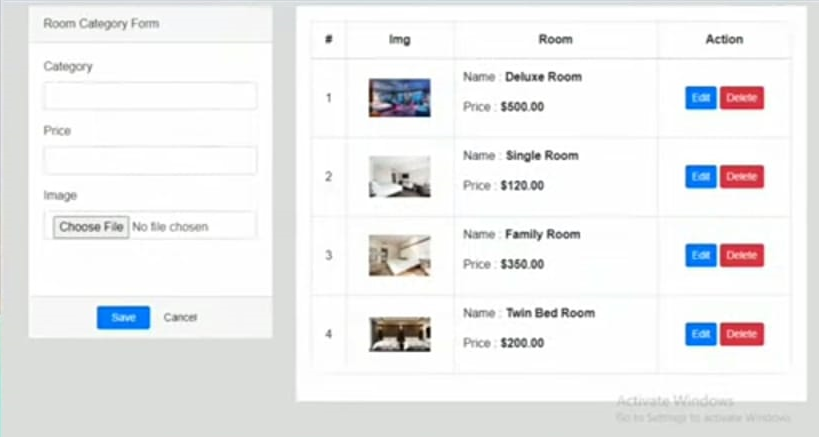 Room Category Form
Category
Price
Image
Choose File No file chosen
Save Cancel
# Img Room Action
1 Name : Deluxe Room
Price : $500.00
Edit Delete
2 Name : Single Room
Price : $120.00
Edit Delete
3 Name : Family Room
Price : $350.00
Edit Delete
4 Name : Twin Bed Room
Price : $200.00
Edit Delete
Activate Windows
Go to Settings to activate Windows.